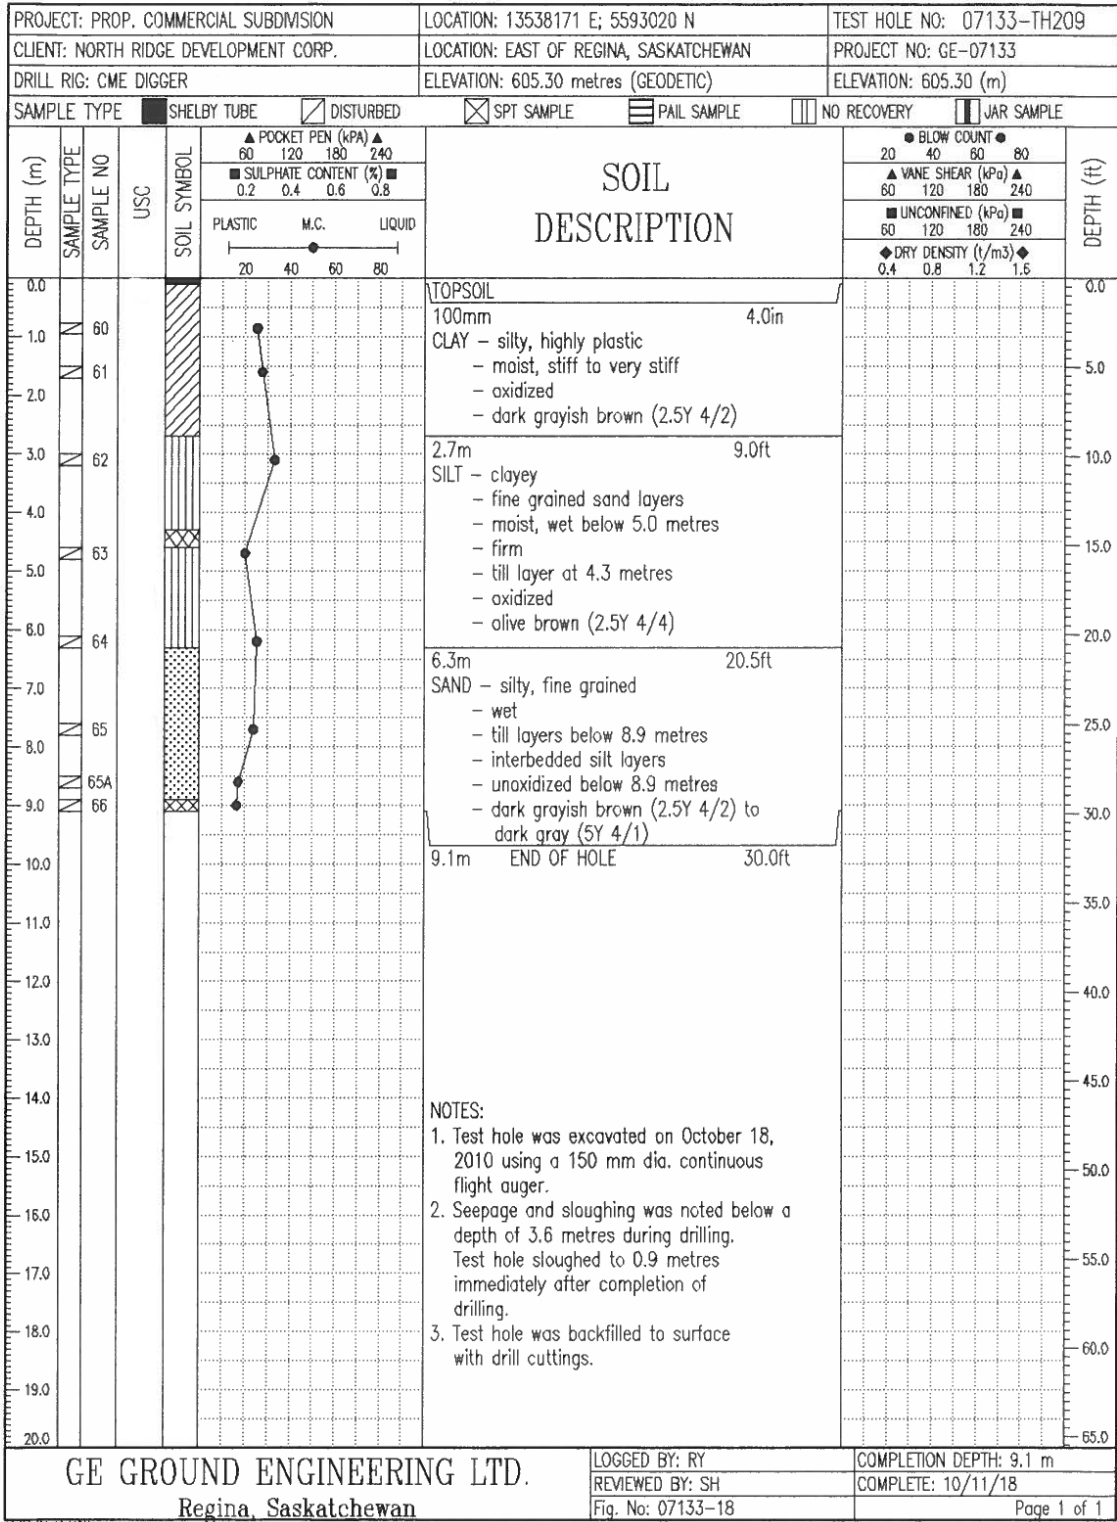 PROJECT: PROP. COMMERCIAL SUBDIVISION
LOCATION: 13538171 E; 5593020 N
TEST HOLE NO: 07133-TH209
CLIENT: NORTH RIDGE DEVELOPMENT CORP.
LOCATION: EAST OF REGINA, SASKATCHEWAN
PROJECT NO: GE-07133
DRILL RIG: CME DIGGER
ELEVATION: 605.30 metres (GEODETIC)
ELEVATION: 605.30 (m)
SAMPLE TYPE SHELBY TUBE DISTURBED SPT SAMPLE PAIL SAMPLE NO RECOVERY JAR SAMPLE
DEPTH (m)
SAMPLE TYPE
SAMPLE NO
USC
SOIL SYMBOL
▲ POCKET PEN (kPA) ▲
60 120 180 240
■ SULPHATE CONTENT (%) ■
0.2 0.4 0.6 0.8
PLASTIC M.C. LIQUID
20 40 60 80
SOIL
DESCRIPTION
● BLOW COUNT ●
20 40 60 80
▲ VANE SHEAR (kPa) ▲
60 120 180 240
■ UNCONFINED (kPa) ■
60 120 180 240
◆ DRY DENSITY (t/m3) ◆
0.4 0.8 1.2 1.6
DEPTH (ft)
0.0
1.0
2.0
3.0
4.0
5.0
6.0
7.0
8.0
9.0
10.0
11.0
12.0
13.0
14.0
15.0
16.0
17.0
18.0
19.0
20.0
60
61
62
63
64
65
65A
66
TOPSOIL
100mm 4.0in
CLAY – silty, highly plastic
– moist, stiff to very stiff
– oxidized
– dark grayish brown (2.5Y 4/2)
2.7m 9.0ft
SILT – clayey
– fine grained sand layers
– moist, wet below 5.0 metres
– firm
– till layer at 4.3 metres
– oxidized
– olive brown (2.5Y 4/4)
6.3m 20.5ft
SAND – silty, fine grained
– wet
– till layers below 8.9 metres
– interbedded silt layers
– unoxidized below 8.9 metres
– dark grayish brown (2.5Y 4/2) to
dark gray (5Y 4/1)
9.1m END OF HOLE 30.0ft
NOTES:
1. Test hole was excavated on October 18,
2010 using a 150 mm dia. continuous
flight auger.
2. Seepage and sloughing was noted below a
depth of 3.6 metres during drilling.
Test hole sloughed to 0.9 metres
immediately after completion of
drilling.
3. Test hole was backfilled to surface
with drill cuttings.
0.0
5.0
10.0
15.0
20.0
25.0
30.0
35.0
40.0
45.0
50.0
55.0
60.0
65.0
GE GROUND ENGINEERING LTD.
Regina, Saskatchewan
LOGGED BY: RY
COMPLETION DEPTH: 9.1 m
REVIEWED BY: SH
COMPLETE: 10/11/18
Fig. No: 07133-18
Page 1 of 1